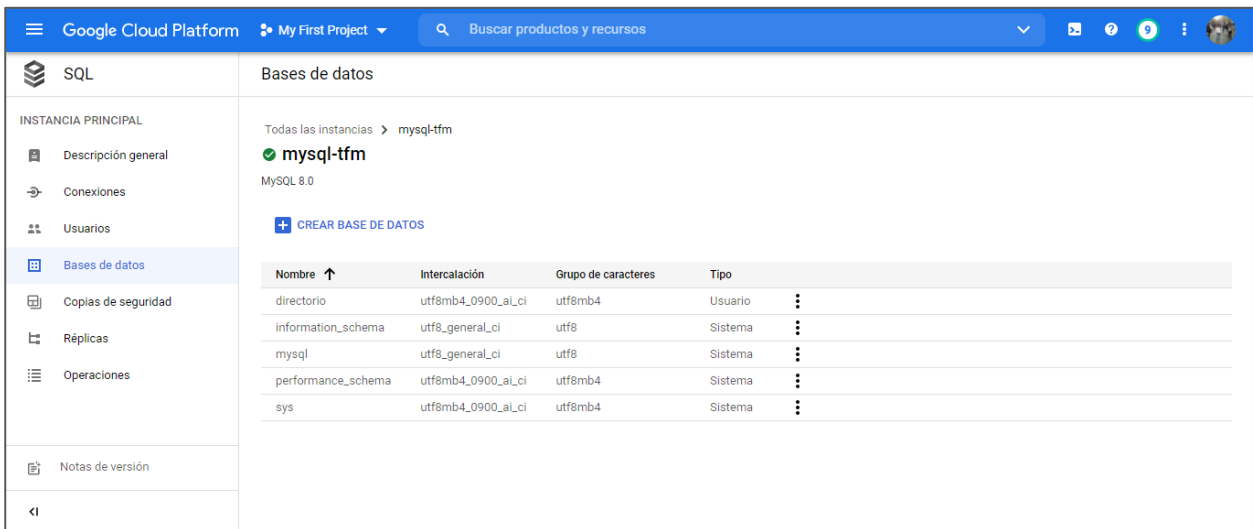 Google Cloud Platform My First Project Buscar productos y recursos 9
SQL
Bases de datos
INSTANCIA PRINCIPAL
Descripción general
Conexiones
Usuarios
Bases de datos
Copias de seguridad
Réplicas
Operaciones
Notas de versión
Todas las instancias > mysql-tfm
mysql-tfm
MySQL 8.0
CREAR BASE DE DATOS
Nombre Intercalación Grupo de caracteres Tipo
directorio utf8mb4_0900_ai_ci utf8mb4 Usuario
information_schema utf8_general_ci utf8 Sistema
mysql utf8_general_ci utf8 Sistema
performance_schema utf8mb4_0900_ai_ci utf8mb4 Sistema
sys utf8mb4_0900_ai_ci utf8mb4 Sistema